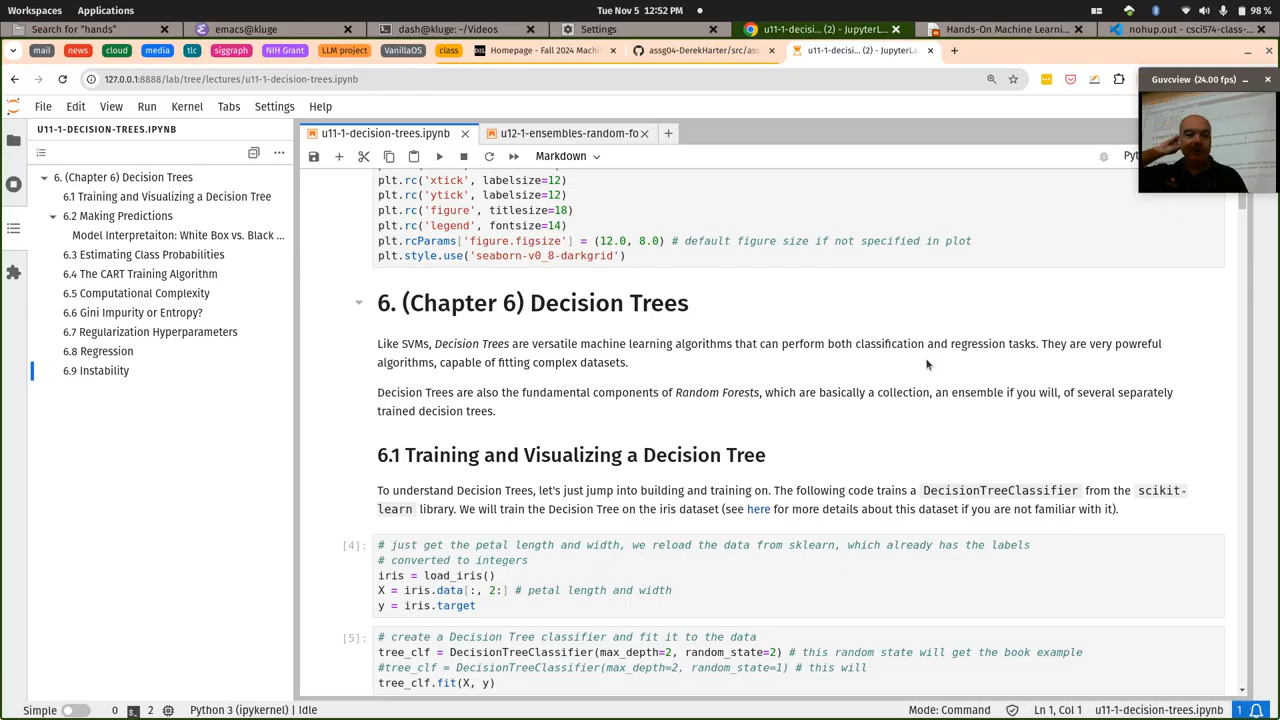 Workspaces Applications Tue Nov 5 12:52 PM 98 %
Search for "hands" emacs@kluge dash@kluge: ~/Videos Settings u11-1-decisi... (2) - JupyterL... Hands-On Machine Learni... nohup.out - csci574-class-...
mail news cloud media tlc siggraph NIH Grant LLM project VanillaOS class Homepage - Fall 2024 Machin sissg04-DerekHarter/src/ass u11-1-decisi... (2) - JupyterL
127.0.0.1:8888/lab/tree/lectures/u11-1-decision-trees.ipynb
Guvcview (24.00 fps)
File Edit View Run Kernel Tabs Settings Help
U11-1-DECISION-TREES.IPYNB
6. (Chapter 6) Decision Trees
6.1 Training and Visualizing a Decision Tree
6.2 Making Predictions
Model Interpretaiton: White Box vs. Black ...
6.3 Estimating Class Probabilities
6.4 The CART Training Algorithm
6.5 Computational Complexity
6.6 Gini Impurity or Entropy?
6.7 Regularization Hyperparameters
6.8 Regression
6.9 Instability
u11-1-decision-trees.ipynb u12-1-ensembles-random-fo
Markdown Pyt
plt.rc('xtick', labelsize=12)
plt.rc('ytick', labelsize=12)
plt.rc('figure', titlesize=18)
plt.rc('legend', fontsize=14)
plt.rcParams['figure.figsize'] = (12.0, 8.0) # default figure size if not specified in plot
plt.style.use('seaborn-v0_8-darkgrid')
6. (Chapter 6) Decision Trees
Like SVMs, Decision Trees are versatile machine learning algorithms that can perform both classification and regression tasks. They are very powreful
algorithms, capable of fitting complex datasets.
Decision Trees are also the fundamental components of Random Forests, which are basically a collection, an ensemble if you will, of several separately
trained decision trees.
6.1 Training and Visualizing a Decision Tree
To understand Decision Trees, let's just jump into building and training on. The following code trains a DecisionTreeClassifier from the scikit-
learn library. We will train the Decision Tree on the iris dataset (see here for more details about this dataset if you are not familiar with it).
[4]: # just get the petal length and width, we reload the data from sklearn, which already has the labels
# converted to integers
iris = load_iris()
X = iris.data[:, 2:] # petal length and width
y = iris.target
[5]: # create a Decision Tree classifier and fit it to the data
tree_clf = DecisionTreeClassifier(max_depth=2, random_state=2) # this random state will get the book example
#tree_clf = DecisionTreeClassifier(max_depth=2, random_state=1) # this will
tree_clf.fit(X, y)
Simple 0 2 Python 3 (ipykernel) | Idle Mode: Command Ln 1, Col 1 u11-1-decision-trees.ipynb 1